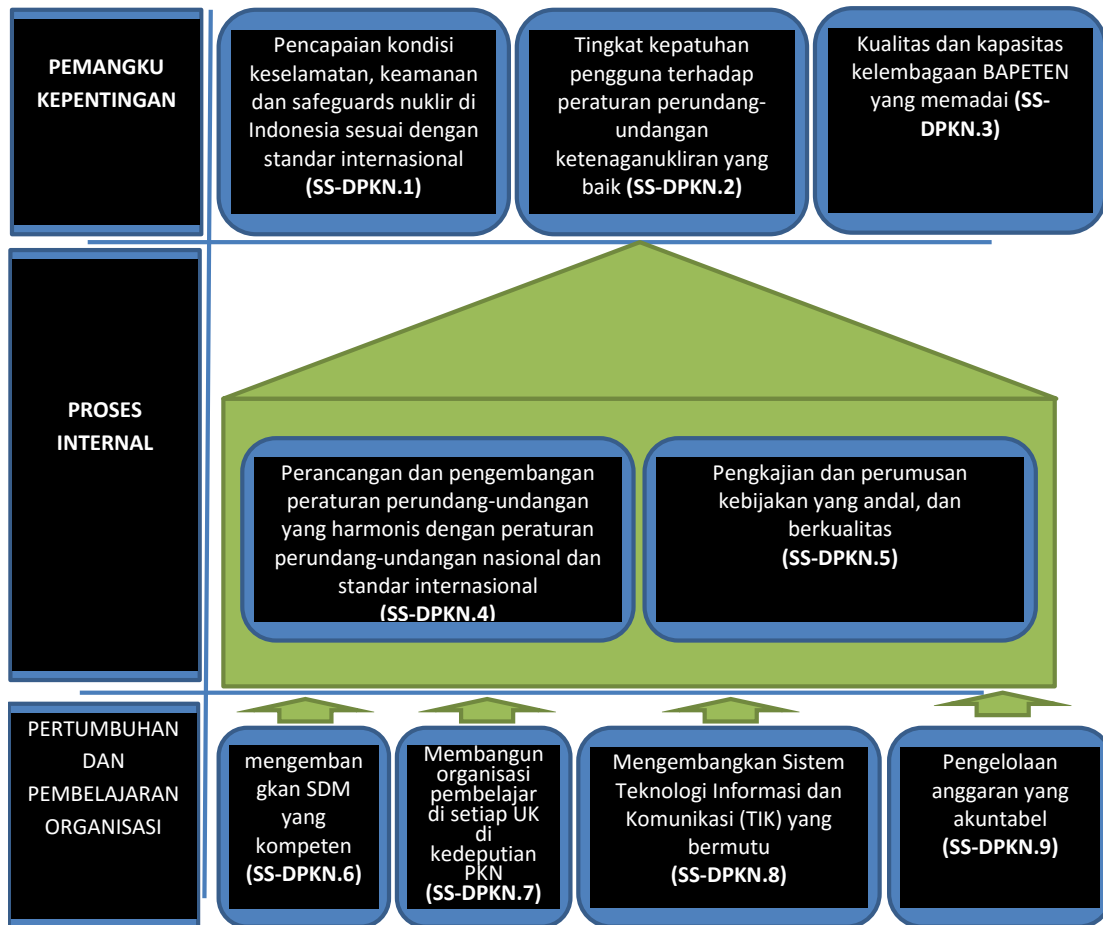 PEMANGKU
KEPENTINGAN
Pencapaian kondisi
keselamatan, keamanan
dan safeguards nuklir di
Indonesia sesuai dengan
standar internasional
(SS-DPKN.1)
Tingkat kepatuhan
pengguna terhadap
peraturan perundang-
undangan
ketenaganukliran yang
baik (SS-DPKN.2)
Kualitas dan kapasitas
kelembagaan BAPETEN
yang memadai (SS-
DPKN.3)
PROSES
INTERNAL
Perancangan dan pengembangan
peraturan perundang-undangan
yang harmonis dengan peraturan
perundang-undangan nasional dan
standar internasional
(SS-DPKN.4)
Pengkajian dan perumusan
kebijakan yang andal, dan
berkualitas
(SS-DPKN.5)
PERTUMBUHAN
DAN
PEMBELAJARAN
ORGANISASI
mengemban
gkan SDM
yang
kompeten
(SS-DPKN.6)
Membangun
organisasi
pembelajar
di setiap UK
di
kedeputian
PKN
(SS-DPKN.7)
Mengembangkan Sistem
Teknologi Informasi dan
Komunikasi (TIK) yang
bermutu
(SS-DPKN.8)
Pengelolaan
anggaran yang
akuntabel
(SS-DPKN.9)